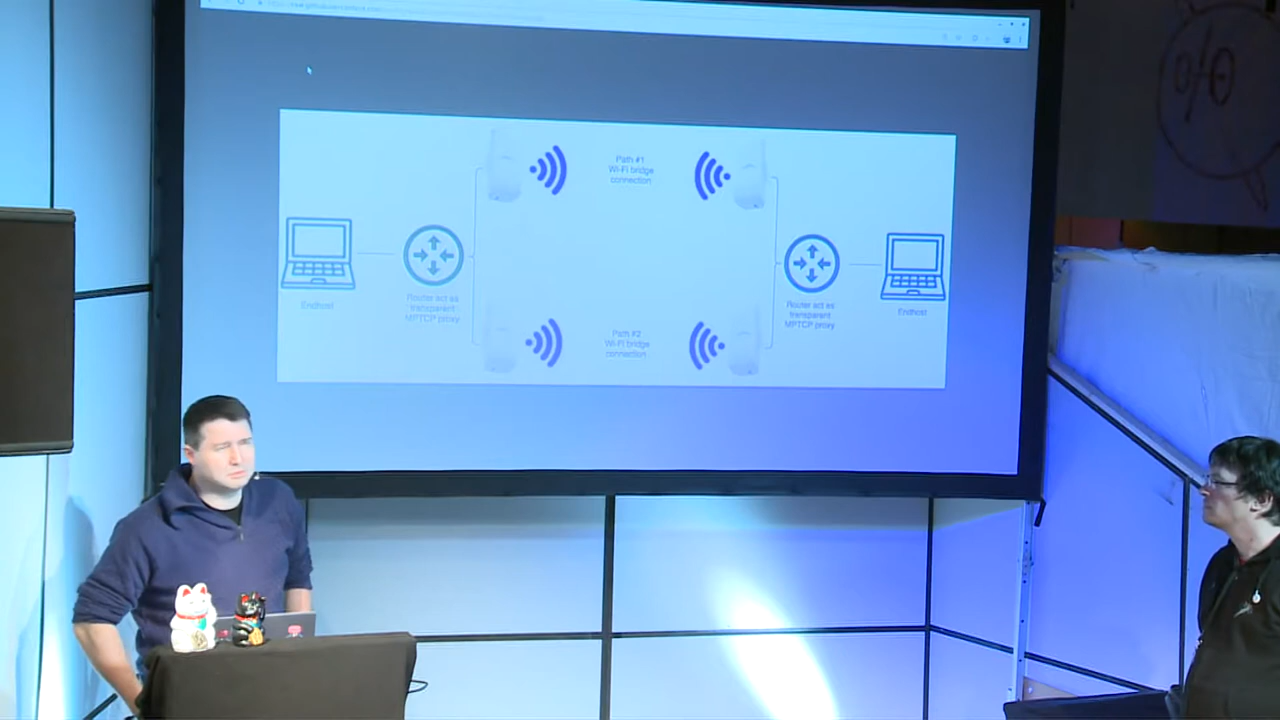 Path #1
Wi-Fi bridge
connection
Endhost
Router act as
transparent
MPTCP proxy
Path #2
Wi-Fi bridge
connection
Router act as
transparent
MPTCP proxy
Endhost